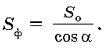 S_ф = S_о / cos α.